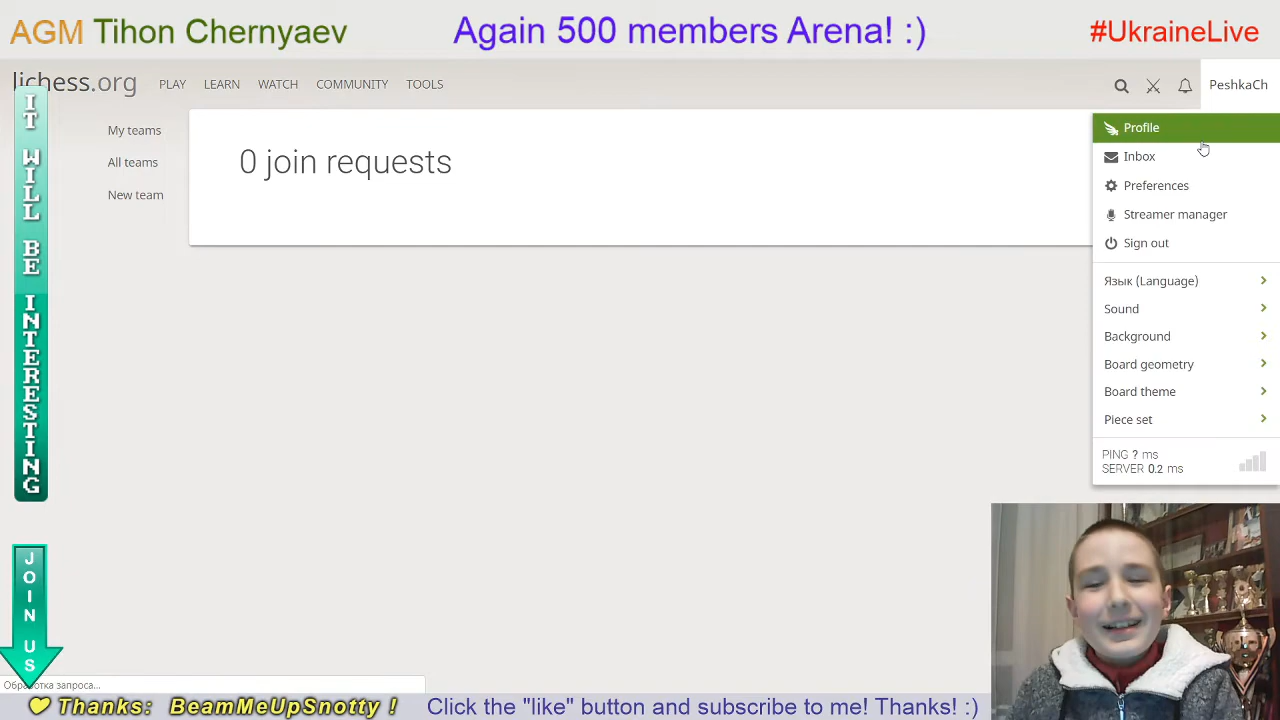 AGM Tihon Chernyaev
Again 500 members Arena! :)
#UkraineLive
lichess.org
PLAY
LEARN
WATCH
COMMUNITY
TOOLS
PeshkaCh
My teams
All teams
New team
0 join requests
Profile
Inbox
Preferences
Streamer manager
Sign out
Язык (Language)
Sound
Background
Board geometry
Board theme
Piece set
PING ? ms
SERVER 0.2 ms
IT WILL BE INTERESTING
JOIN US
Обработка запроса...
Thanks: BeamMeUpSnotty !
Click the "like" button and subscribe to me! Thanks! :)